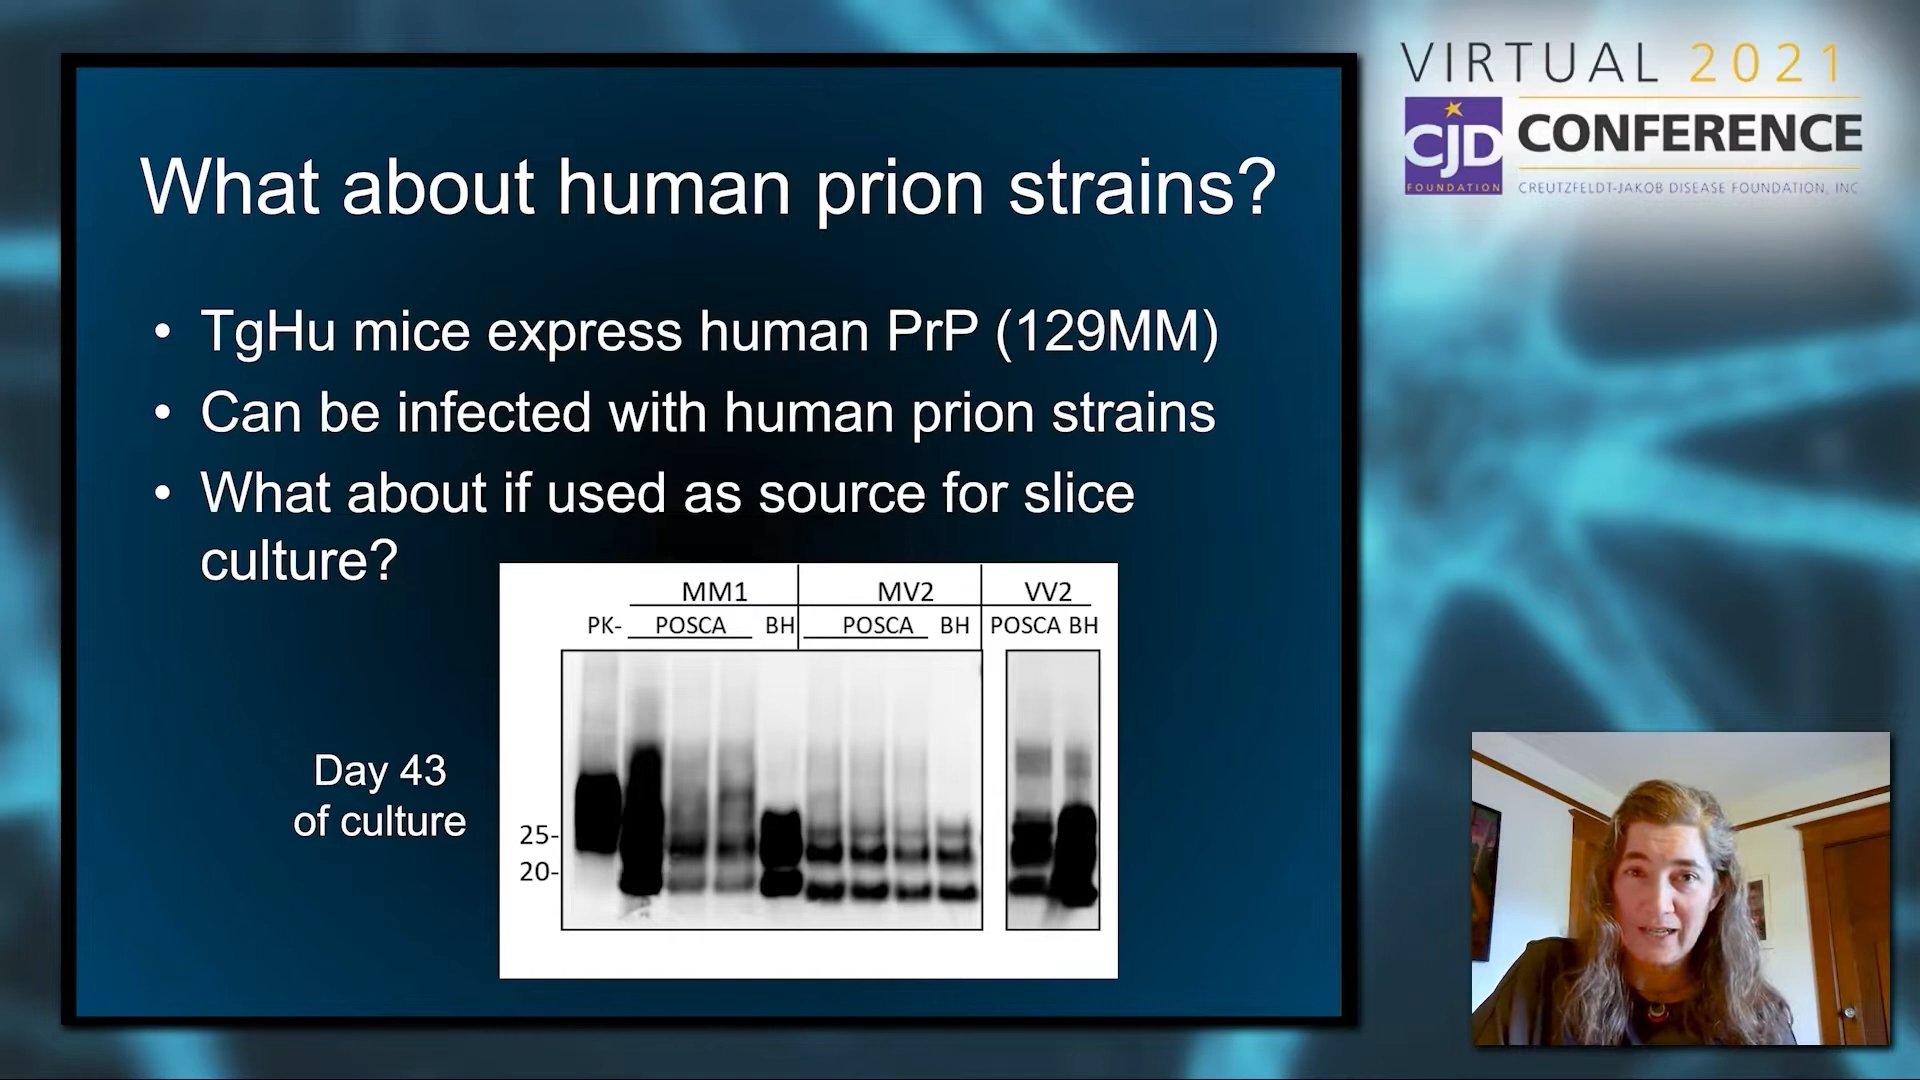 VIRTUAL 2021
CJD
FOUNDATION
CONFERENCE
CREUTZFELDT-JAKOB DISEASE FOUNDATION, INC
What about human prion strains?
• TgHu mice express human PrP (129MM)
• Can be infected with human prion strains
• What about if used as source for slice
culture?
MM1 MV2 VV2
PK- POSCA BH POSCA BH POSCA BH
Day 43
of culture
25-
20-